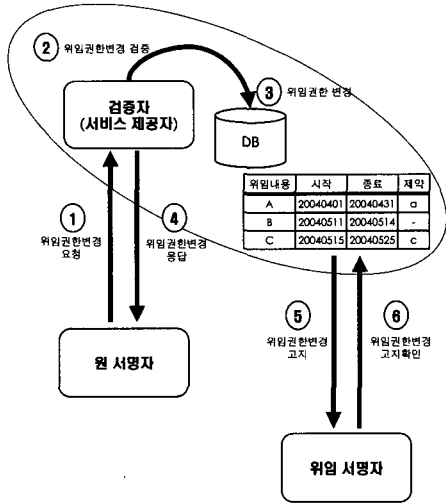 2 위임권한변경 검증
검증자
(서비스 제공자)
3 위임권한 변경
DB
위임내용 시작 종료 제약
A 20040401 20040431 a
B 20040511 20040514 -
C 20040515 20040525 c
1
위임권한변경
요청
4
위임권한변경
응답
원 서명자
5
위임권한변경
고지
6
위임권한변경
고지확인
위임 서명자